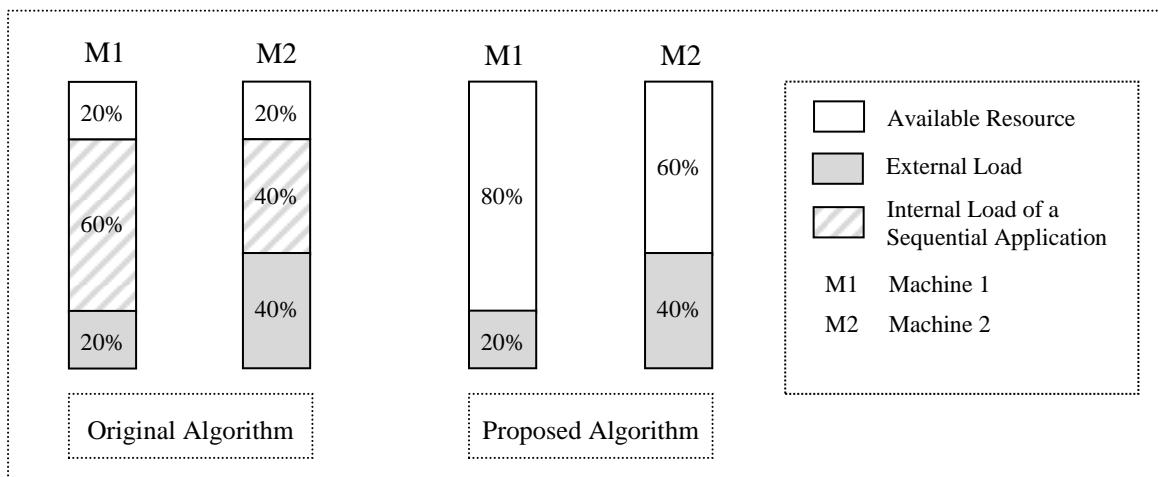 M1
M2
20%
60%
20%
20%
40%
40%
Original Algorithm
M1
M2
80%
20%
60%
40%
Proposed Algorithm
Available Resource
External Load
Internal Load of a
Sequential Application
M1 Machine 1
M2 Machine 2